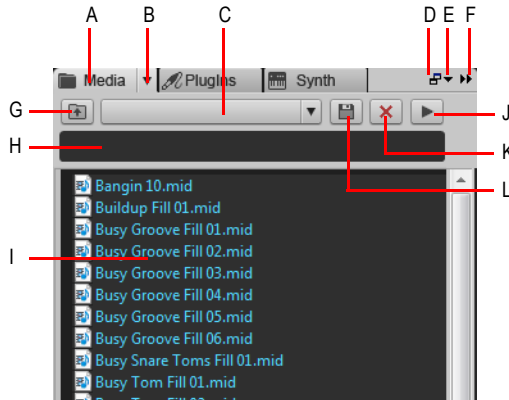 A B C D E F
Media PlugIns Synth
G
J
H
K
L
Bangin 10.mid
Buildup Fill 01.mid
Busy Groove Fill 01.mid
Busy Groove Fill 02.mid
I
Busy Groove Fill 03.mid
Busy Groove Fill 04.mid
Busy Groove Fill 05.mid
Busy Groove Fill 06.mid
Busy Snare Toms Fill 01.mid
Busy Tom Fill 01.mid